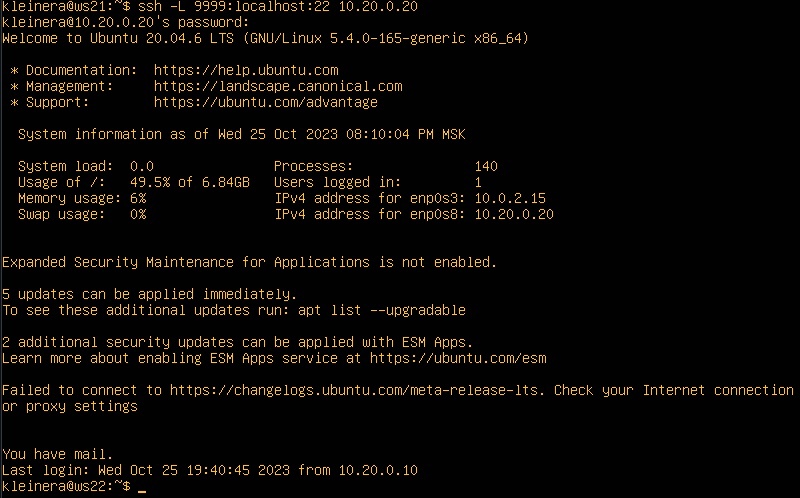 kleinera@ws21:~$ ssh -L 9999:localhost:22 10.20.0.20
kleinera@10.20.0.20's password:
Welcome to Ubuntu 20.04.6 LTS (GNU/Linux 5.4.0-165-generic x86_64)

 * Documentation:  https://help.ubuntu.com
 * Management:     https://landscape.canonical.com
 * Support:        https://ubuntu.com/advantage

  System information as of Wed 25 Oct 2023 08:10:04 PM MSK

  System load:  0.0               Processes:               140
  Usage of /:   49.5% of 6.84GB   Users logged in:         1
  Memory usage: 6%                IPv4 address for enp0s3: 10.0.2.15
  Swap usage:   0%                IPv4 address for enp0s8: 10.20.0.20


Expanded Security Maintenance for Applications is not enabled.

5 updates can be applied immediately.
To see these additional updates run: apt list --upgradable

2 additional security updates can be applied with ESM Apps.
Learn more about enabling ESM Apps service at https://ubuntu.com/esm

Failed to connect to https://changelogs.ubuntu.com/meta-release-lts. Check your Internet connection
or proxy settings


You have mail.
Last login: Wed Oct 25 19:40:45 2023 from 10.20.0.10
kleinera@ws22:~$ _